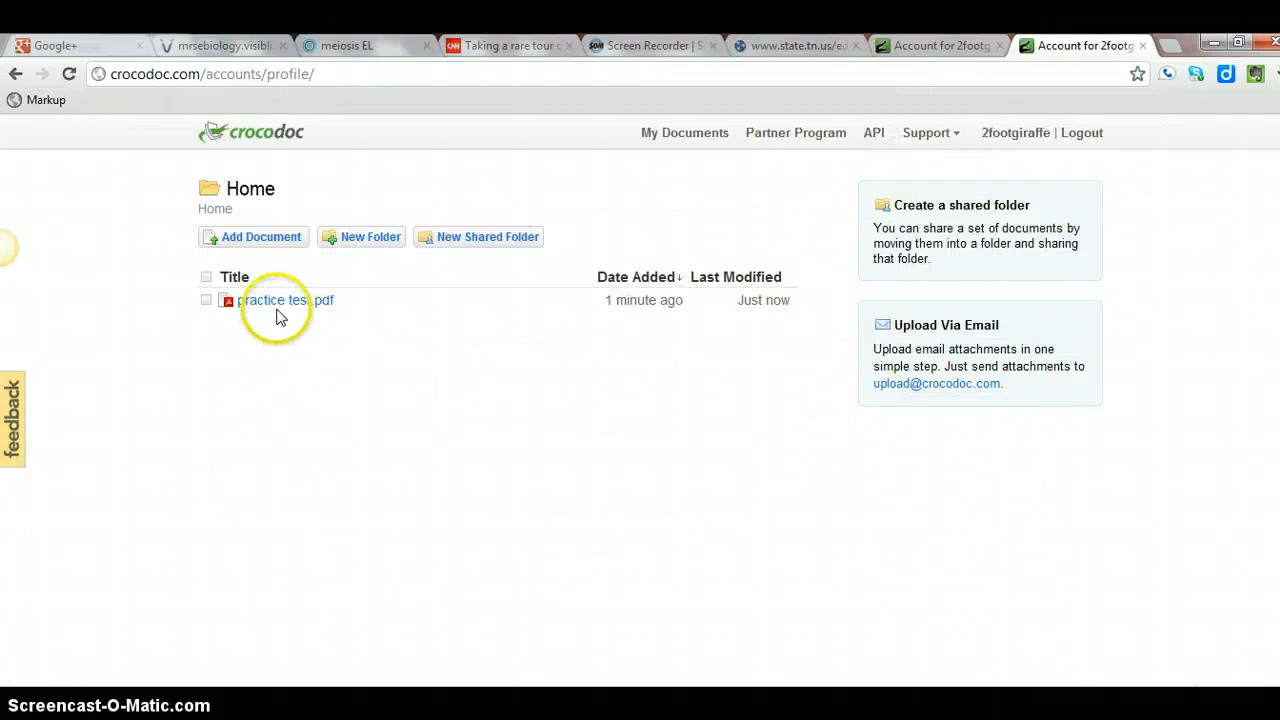 Google+
mrsebiology.visibli
meiosis EL
CNN Taking a rare tour c
SOM Screen Recorder | S
www.state.tn.us/ed
Account for 2footg
Account for 2footg
crocodoc.com/accounts/profile/
Markup
crocodoc
My Documents Partner Program API Support 2footgiraffe | Logout
Home
Home
Add Document New Folder New Shared Folder
Title Date Added Last Modified
practice test.pdf 1 minute ago Just now
Create a shared folder
You can share a set of documents by
moving them into a folder and sharing
that folder.
Upload Via Email
Upload email attachments in one
simple step. Just send attachments to
upload@crocodoc.com.
feedback
Screencast-O-Matic.com